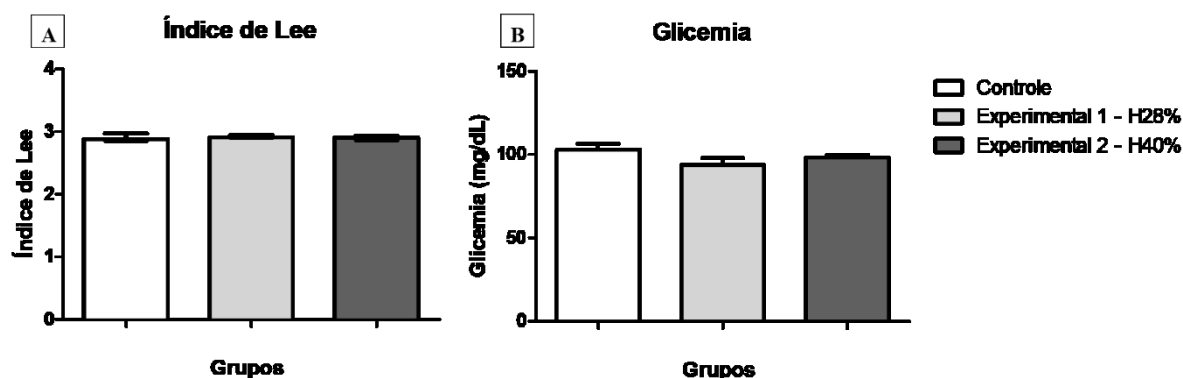 A
Índice de Lee
4
3
2
1
0
Índice de Lee
Grupos
B
Glicemia
150
100
50
0
Glicemia (mg/dL)
Grupos
Controle
Experimental 1 - H28%
Experimental 2 - H40%